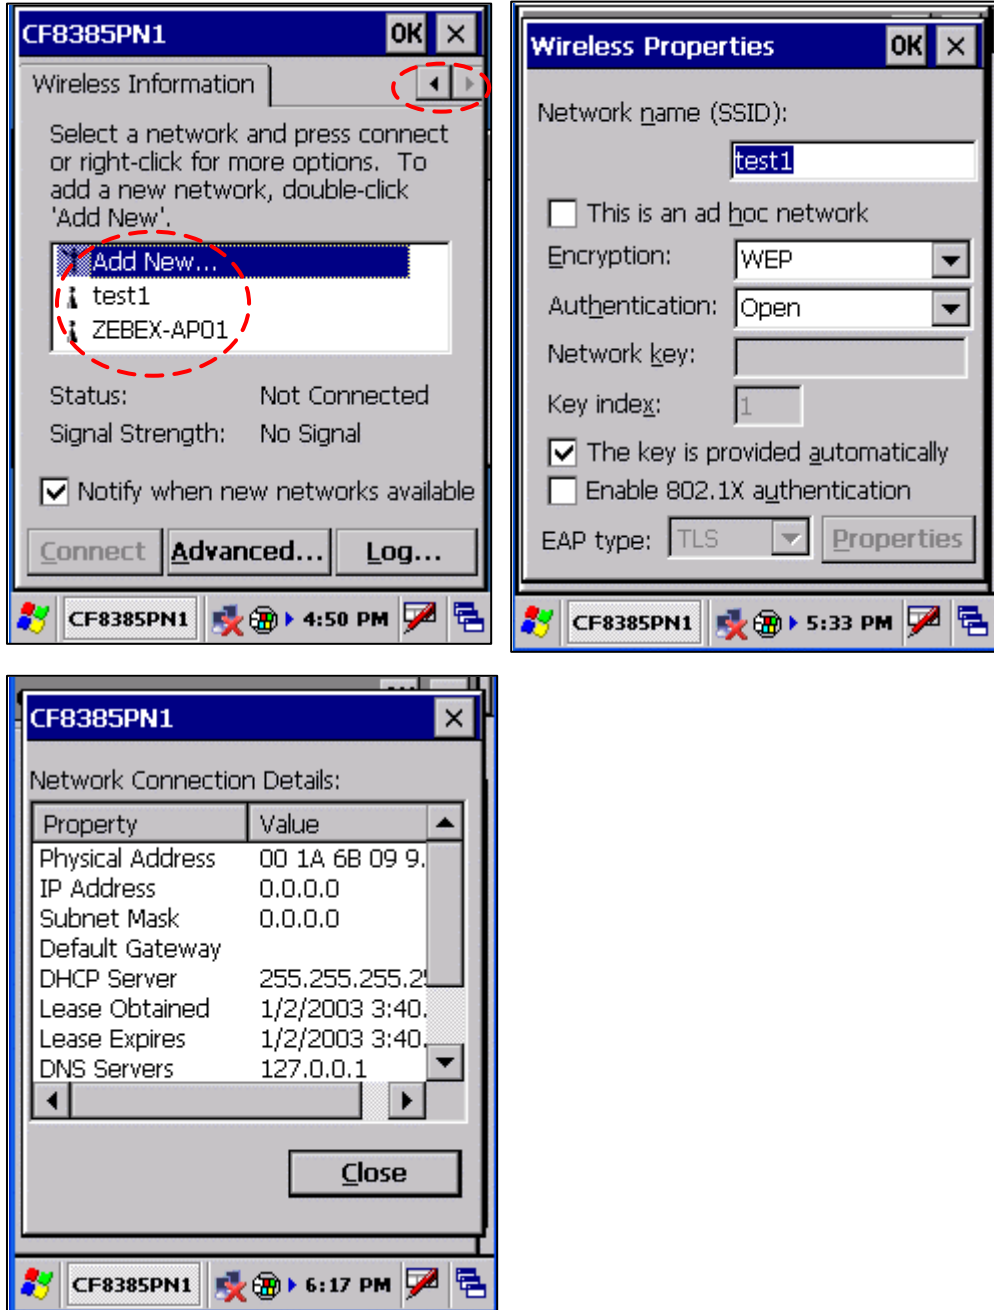 CF8385PN1 OK
Wireless Information
Select a network and press connect
or right-click for more options. To
add a new network, double-click
'Add New'.
Add New...
test1
ZEBEX-AP01
Status: Not Connected
Signal Strength: No Signal
Notify when new networks available
Connect Advanced... Log...
CF8385PN1 4:50 PM
Wireless Properties OK
Network name (SSID):
test1
This is an ad hoc network
Encryption: WEP
Authentication: Open
Network key:
Key index: 1
The key is provided automatically
Enable 802.1X authentication
EAP type: TLS Properties
CF8385PN1 5:33 PM
CF8385PN1
Network Connection Details:
Property Value
Physical Address 00 1A 6B 09 9.
IP Address 0.0.0.0
Subnet Mask 0.0.0.0
Default Gateway
DHCP Server 255.255.255.2
Lease Obtained 1/2/2003 3:40.
Lease Expires 1/2/2003 3:40.
DNS Servers 127.0.0.1
Close
CF8385PN1 6:17 PM